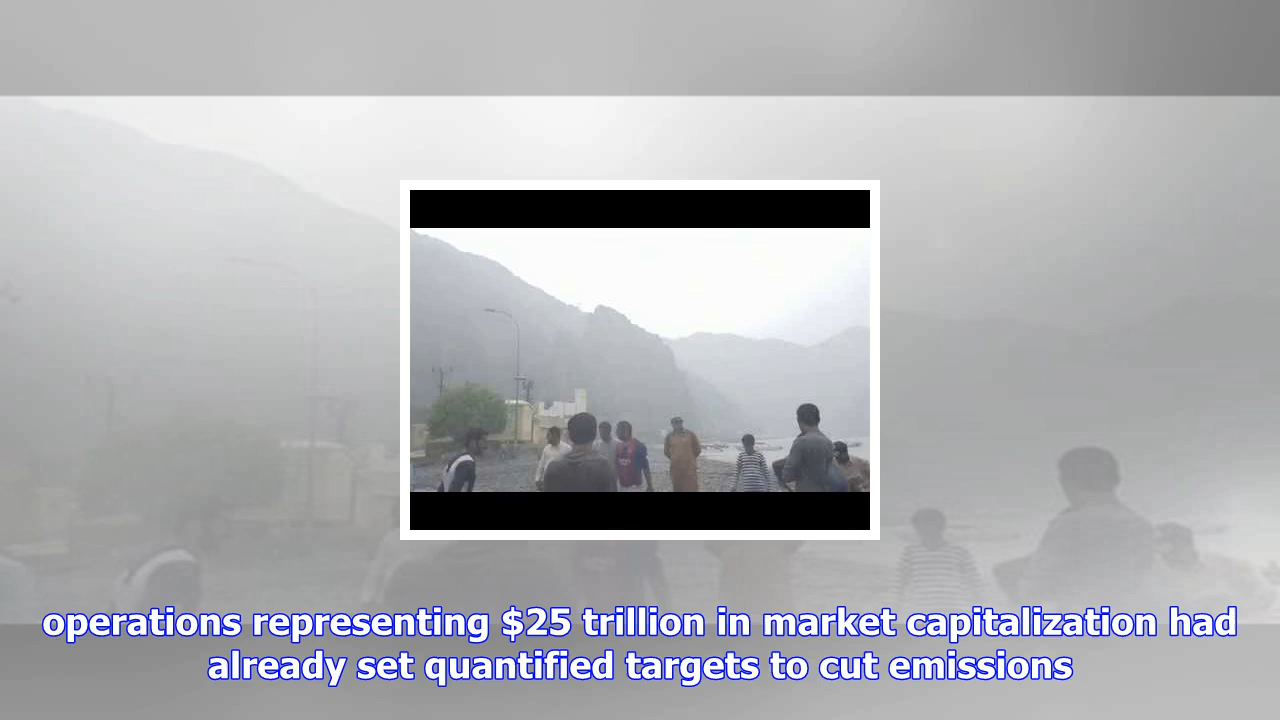 operations representing $25 trillion in market capitalization had
already set quantified targets to cut emissions